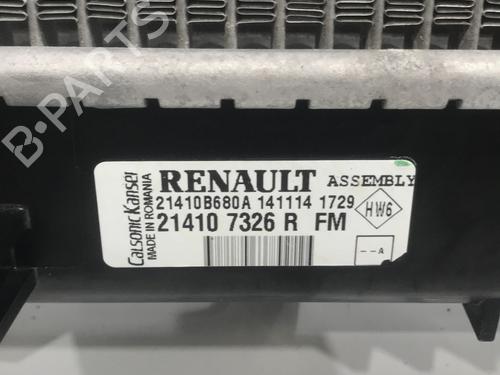 B-PARTS
RENAULT ASSEMBLY
21410B680A 141114 1729
21410 7326 R FM
HW6
--A
CalsonicKansei
MADE IN ROMANIA